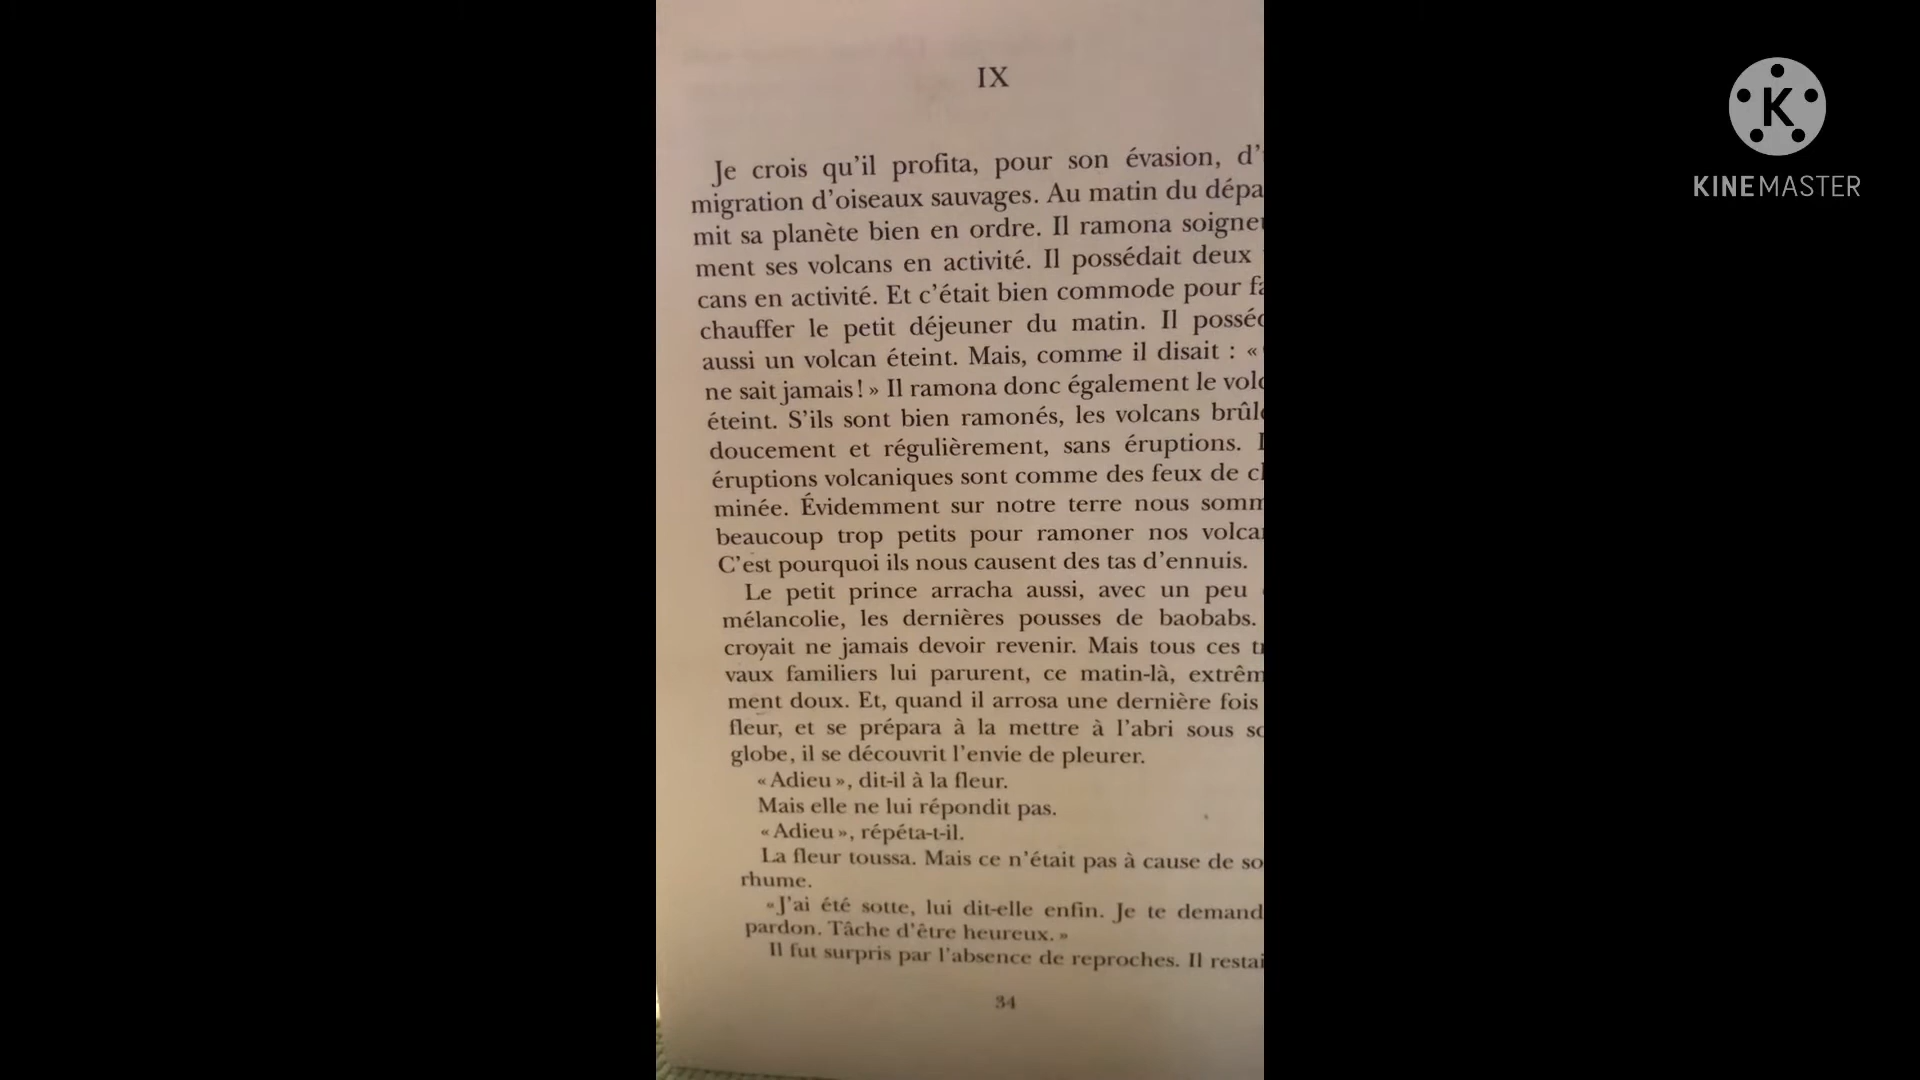 IX
Je crois qu'il profita, pour son évasion, d'
migration d'oiseaux sauvages. Au matin du dépa
mit sa planète bien en ordre. Il ramona soigne
ment ses volcans en activité. Il possédait deux
cans en activité. Et c'était bien commode pour fa
chauffer le petit déjeuner du matin. Il posséd
aussi un volcan éteint. Mais, comme il disait : «
ne sait jamais ! » Il ramona donc également le volc
éteint. S'ils sont bien ramonés, les volcans brûle
doucement et régulièrement, sans éruptions.
éruptions volcaniques sont comme des feux de ch
minée. Évidemment sur notre terre nous somm
beaucoup trop petits pour ramoner nos volca
C'est pourquoi ils nous causent des tas d'ennuis.
Le petit prince arracha aussi, avec un peu
mélancolie, les dernières pousses de baobabs.
croyait ne jamais devoir revenir. Mais tous ces tr
vaux familiers lui parurent, ce matin-là, extrêm
ment doux. Et, quand il arrosa une dernière fois
fleur, et se prépara à la mettre à l'abri sous so
globe, il se découvrit l'envie de pleurer.
« Adieu », dit-il à la fleur.
Mais elle ne lui répondit pas.
« Adieu », répéta-t-il.
La fleur toussa. Mais ce n'était pas à cause de so
rhume.
« J'ai été sotte, lui dit-elle enfin. Je te demand
pardon. Tâche d'être heureux. »
Il fut surpris par l'absence de reproches. Il restai
34
K
KINEMASTER